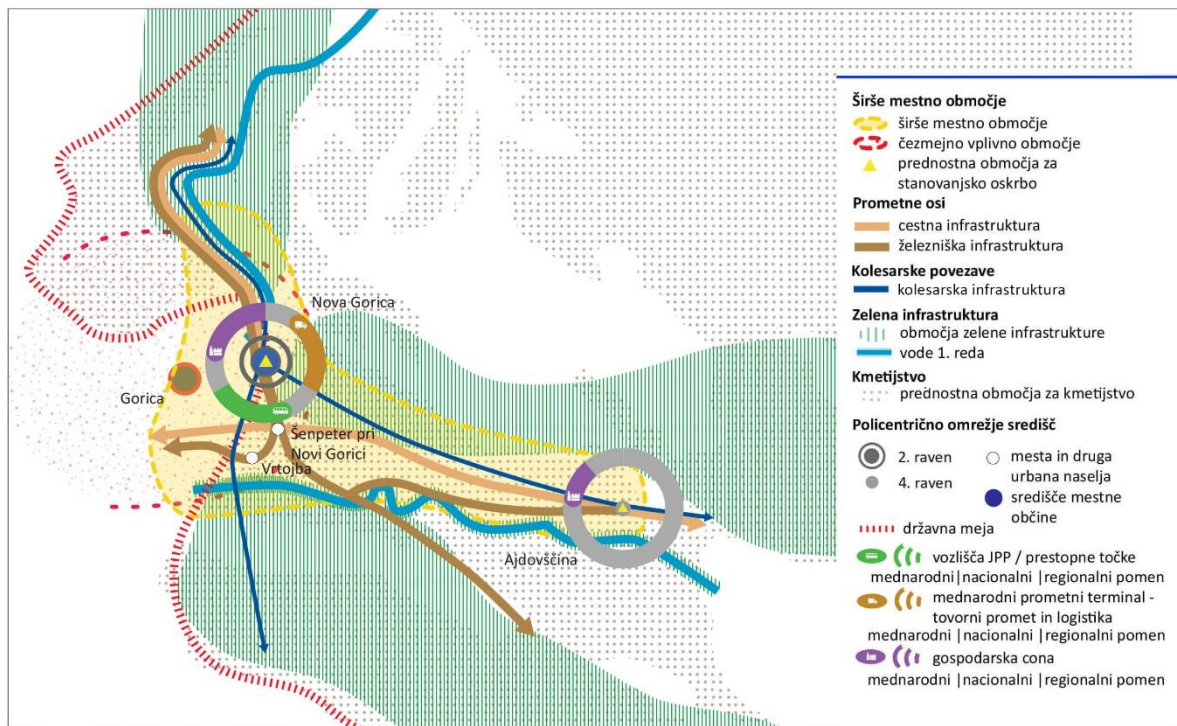 Nova Gorica
Gorica
Šenpeter pri
Novi Gorici
Vrtojba
Ajdovščina
Širše mestno območje
širše mestno območje
čezmejno vplivno območje
prednostna območja za
stanovanjsko oskrbo
Prometne osi
cestna infrastruktura
železniška infrastruktura
Kolesarske povezave
kolesarska infrastruktura
Zelena infrastruktura
območja zelene infrastrukture
vode 1. reda
Kmetijstvo
prednostna območja za kmetijstvo
Policentrično omrežje središč
2. raven
4. raven
mesta in druga
urbana naselja
središče mestne
občine
državna meja
vozlišča JPP / prestopne točke
mednarodni |nacionalni |regionalni pomen
mednarodni prometni terminal -
tovorni promet in logistika
mednarodni |nacionalni |regionalni pomen
gospodarska cona
mednarodni |nacionalni |regionalni pomen